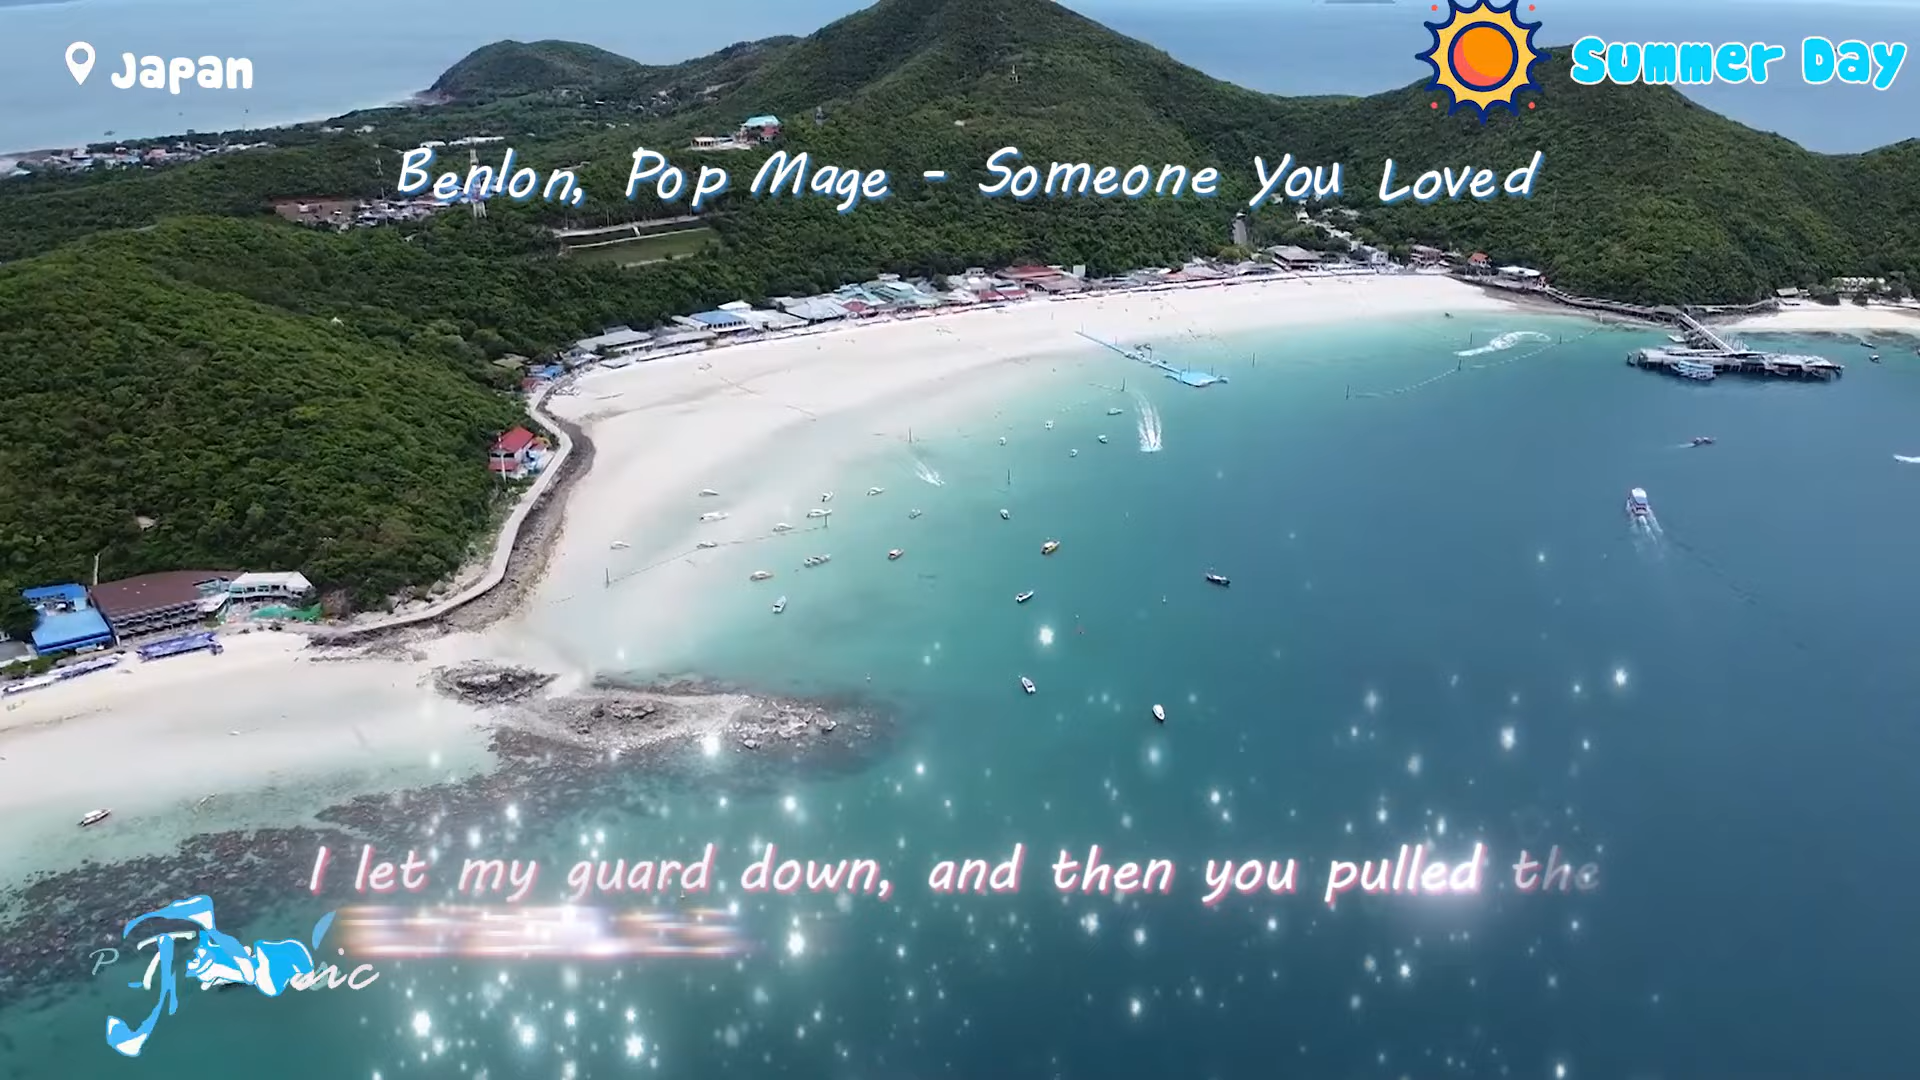 Japan
Summer Day
Benlon, Pop Mage - Someone You Loved
I let my guard down, and then you pulled the